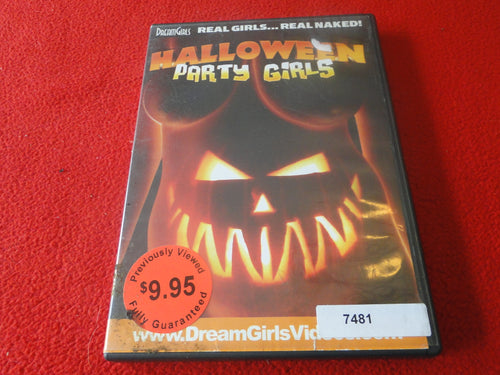 DREAMGIRLS REAL GIRLS... REAL NAKED!
HALLOWEEN
PARTY GIRLS
Previously Viewed
$9.95
Fully Guaranteed
7481
www.DreamGirlsVideos.com